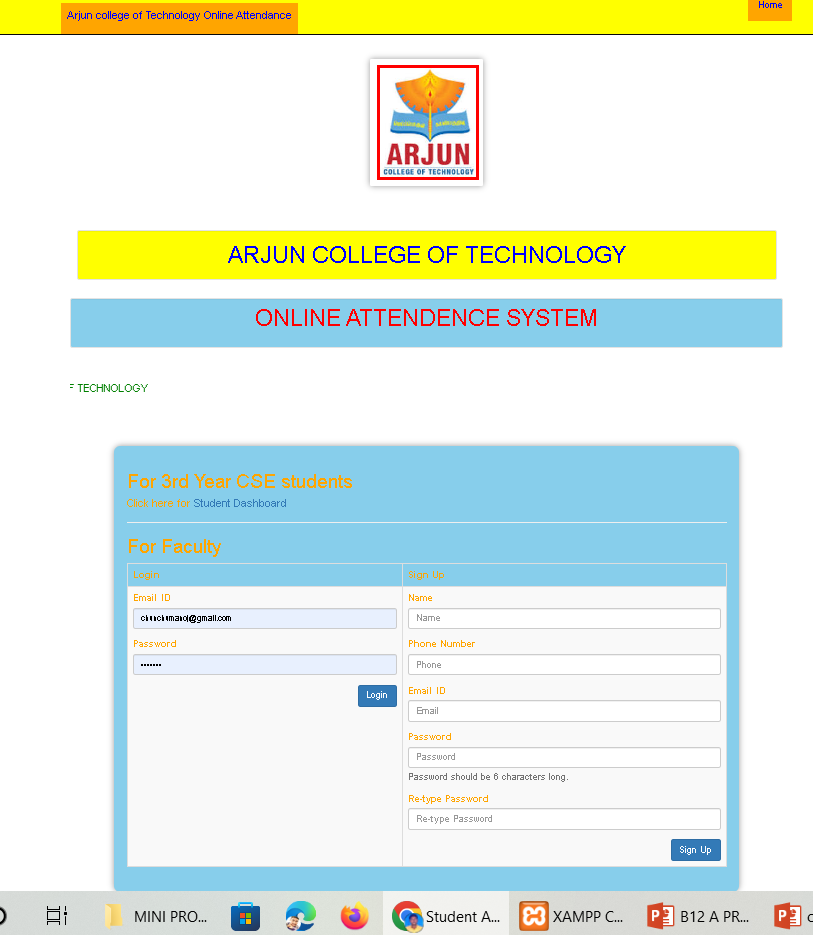 Arjun college of Technology Online Attendance
Home
ARJUN
COLLEGE OF TECHNOLOGY
ARJUN COLLEGE OF TECHNOLOGY
ONLINE ATTENDENCE SYSTEM
F TECHNOLOGY
For 3rd Year CSE students
Click here for Student Dashboard
For Faculty
Login
Sign Up
Email ID
chunchumanoj@gmail.com
Password
Login
Name
Name
Phone Number
Phone
Email ID
Email
Password
Password
Password should be 6 characters long.
Re-type Password
Re-type Password
Sign Up
MINI PRO...
Student A...
XAMPP C...
B12 A PR...